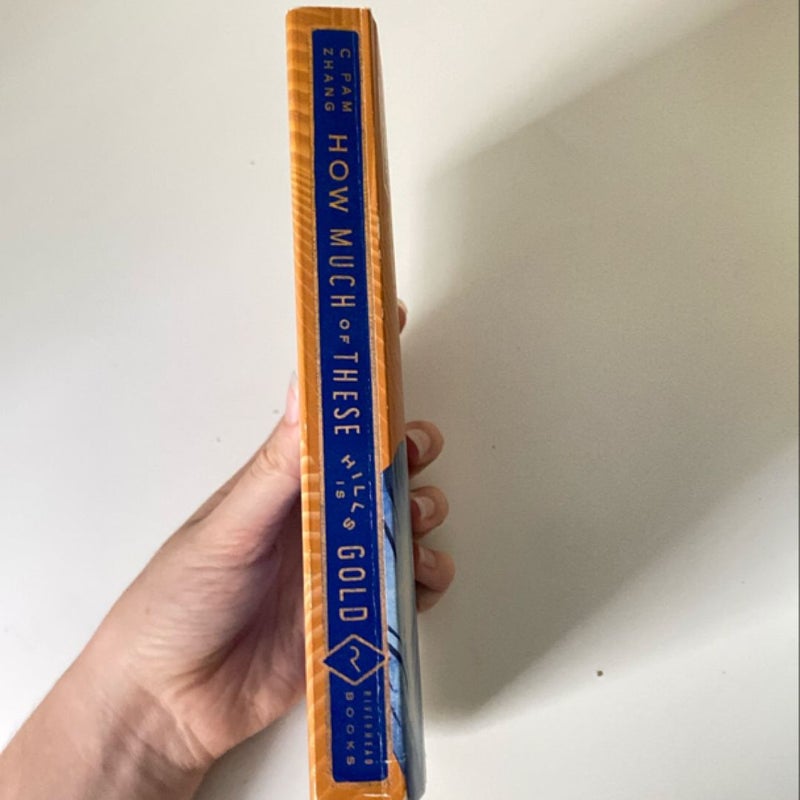 C PAM
ZHANG
HOW MUCH OF THESE HILLS
IS
GOLD
R
RIVERHEAD
BOOKS